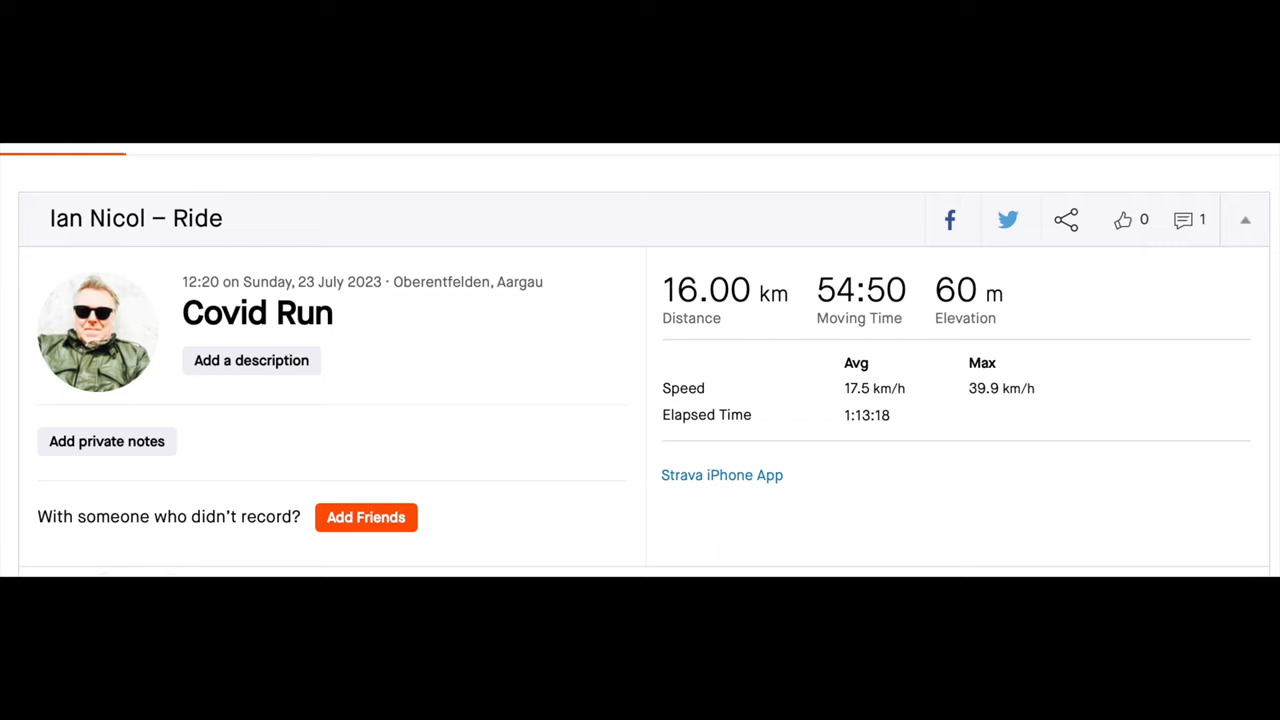 Ian Nicol – Ride
0
1
12:20 on Sunday, 23 July 2023 · Oberentfelden, Aargau
Covid Run
Add a description
Add private notes
With someone who didn't record?
Add Friends
16.00 km
54:50
60 m
Distance
Moving Time
Elevation
Avg
Max
Speed
17.5 km/h
39.9 km/h
Elapsed Time
1:13:18
Strava iPhone App